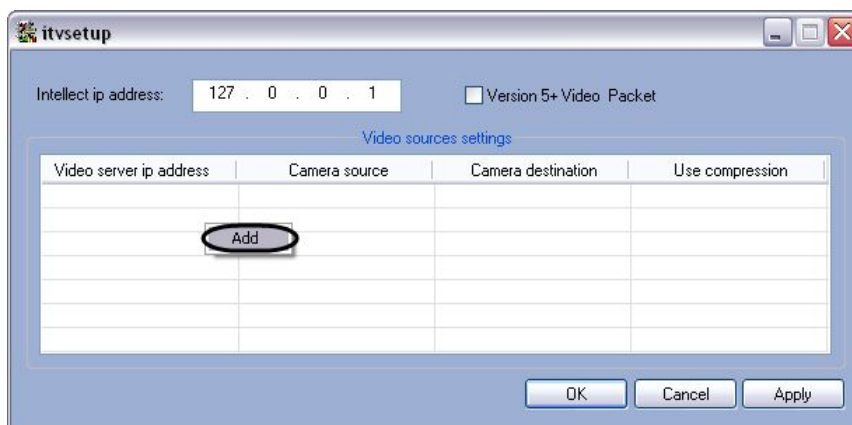 itvsetup
Intellect ip address: 127 . 0 . 0 . 1 Version 5+ Video Packet
Video sources settings
Video server ip address Camera source Camera destination Use compression
Add
OK Cancel Apply